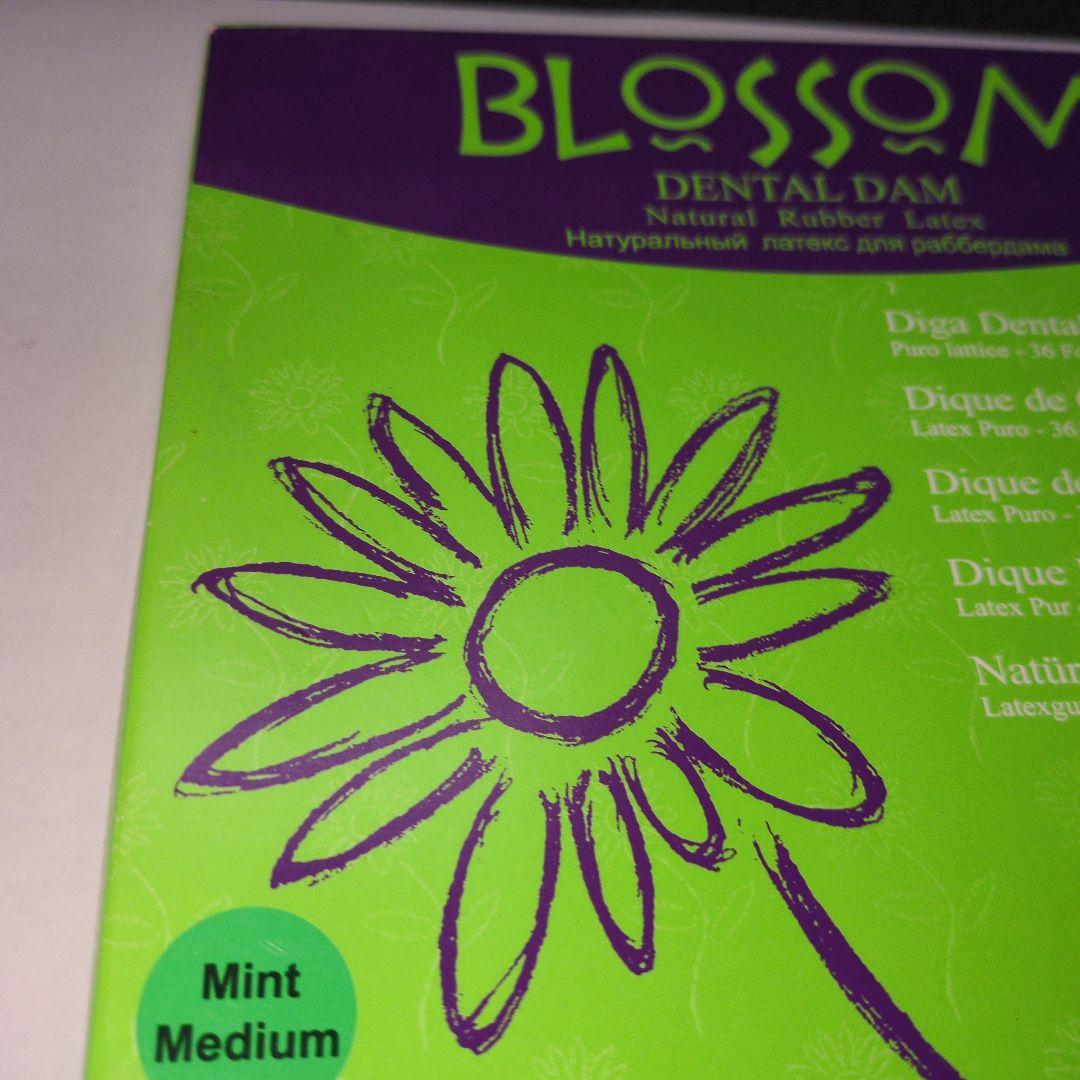 BLOSSOM
DENTAL DAM
Natural Rubber Latex
Натуральный латекс для раббердама
Diga Dental
Puro lattice - 36
Dique de
Latex Puro - 36
Dique de
Latex Puro -
Dique
Latex Pur
Mint
Medium